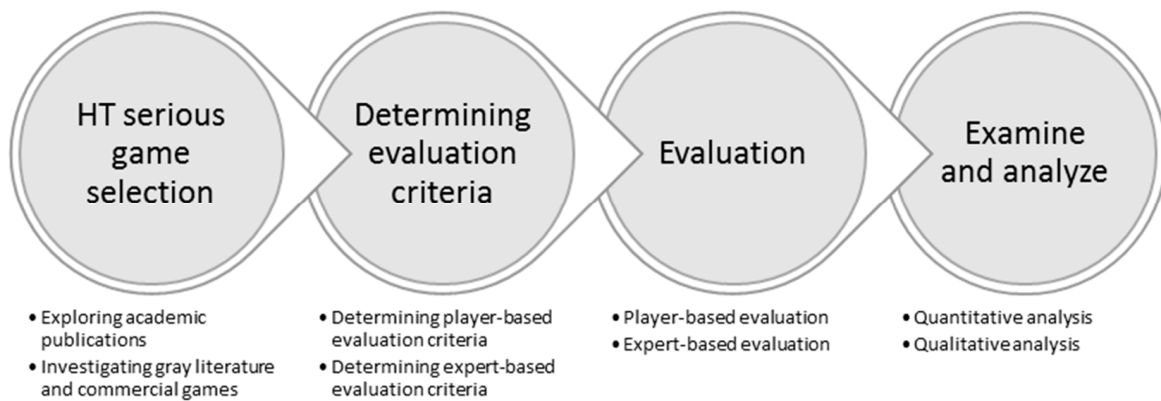 HT serious
game
selection
• Exploring academic
publications
• Investigating gray literature
and commercial games
Determining
evaluation
criteria
• Determining player-based
evaluation criteria
• Determining expert-based
evaluation criteria
Evaluation
• Player-based evaluation
• Expert-based evaluation
Examine
and analyze
• Quantitative analysis
• Qualitative analysis